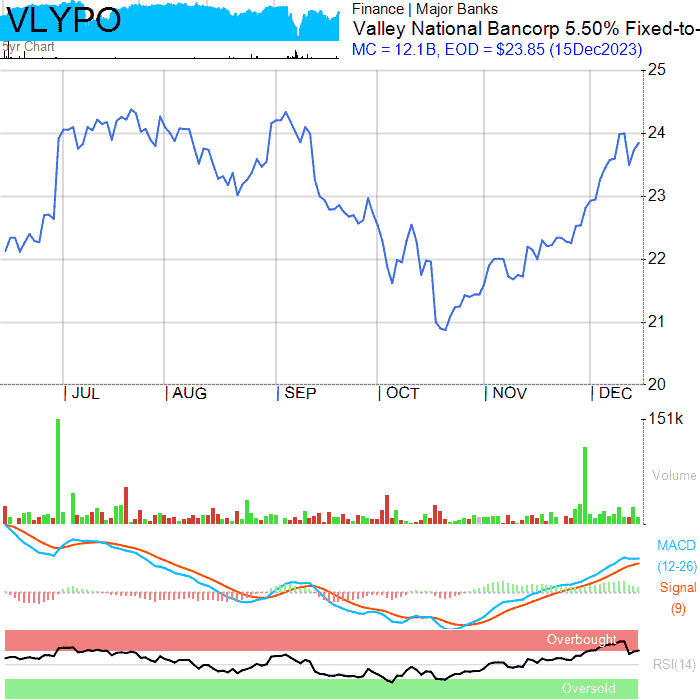 VLYPO
5yr Chart
Finance | Major Banks
Valley National Bancorp 5.50% Fixed-to-
MC = 12.1B, EOD = $23.85 (15Dec2023)
25
24
23
22
21
20
JUL
AUG
SEP
OCT
NOV
DEC
151k
Volume
MACD
(12-26)
Signal
(9)
Overbought
RSI(14)
Oversold